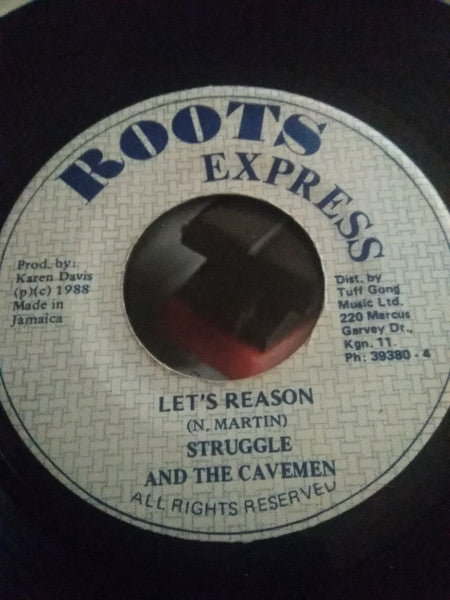 ROOTS
EXPRESS
Prod. by:
Karen Davis
(p)(c) 1988
Made in
Jamaica
Dist. by
Tuff Gong
Music Ltd.
220 Marcus
Garvey Dr.,
Kgn. 11.
Ph: 39380 - 4
LET'S REASON
(N. MARTIN)
STRUGGLE
AND THE CAVEMEN
ALL RIGHTS RESERVED